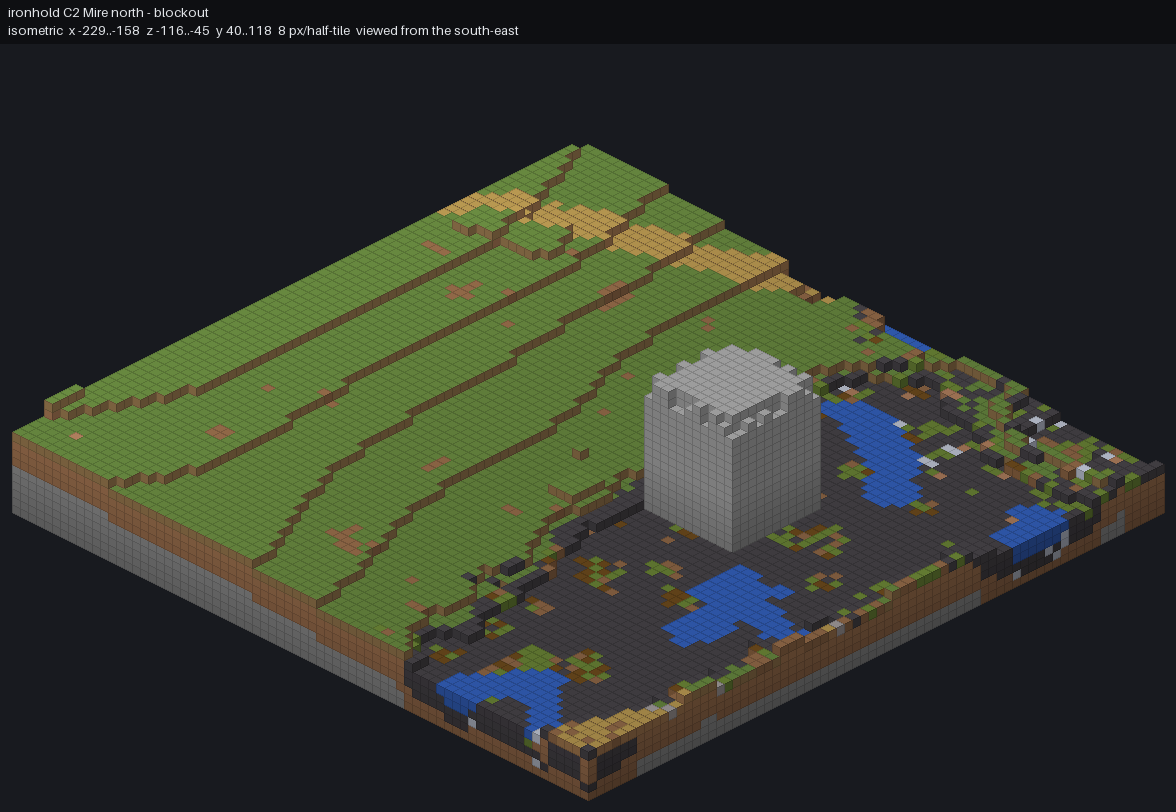 ironhold C2 Mire north - blockout
isometric x -229..-158 z -116..-45 y 40..118 8 px/half-tile viewed from the south-east